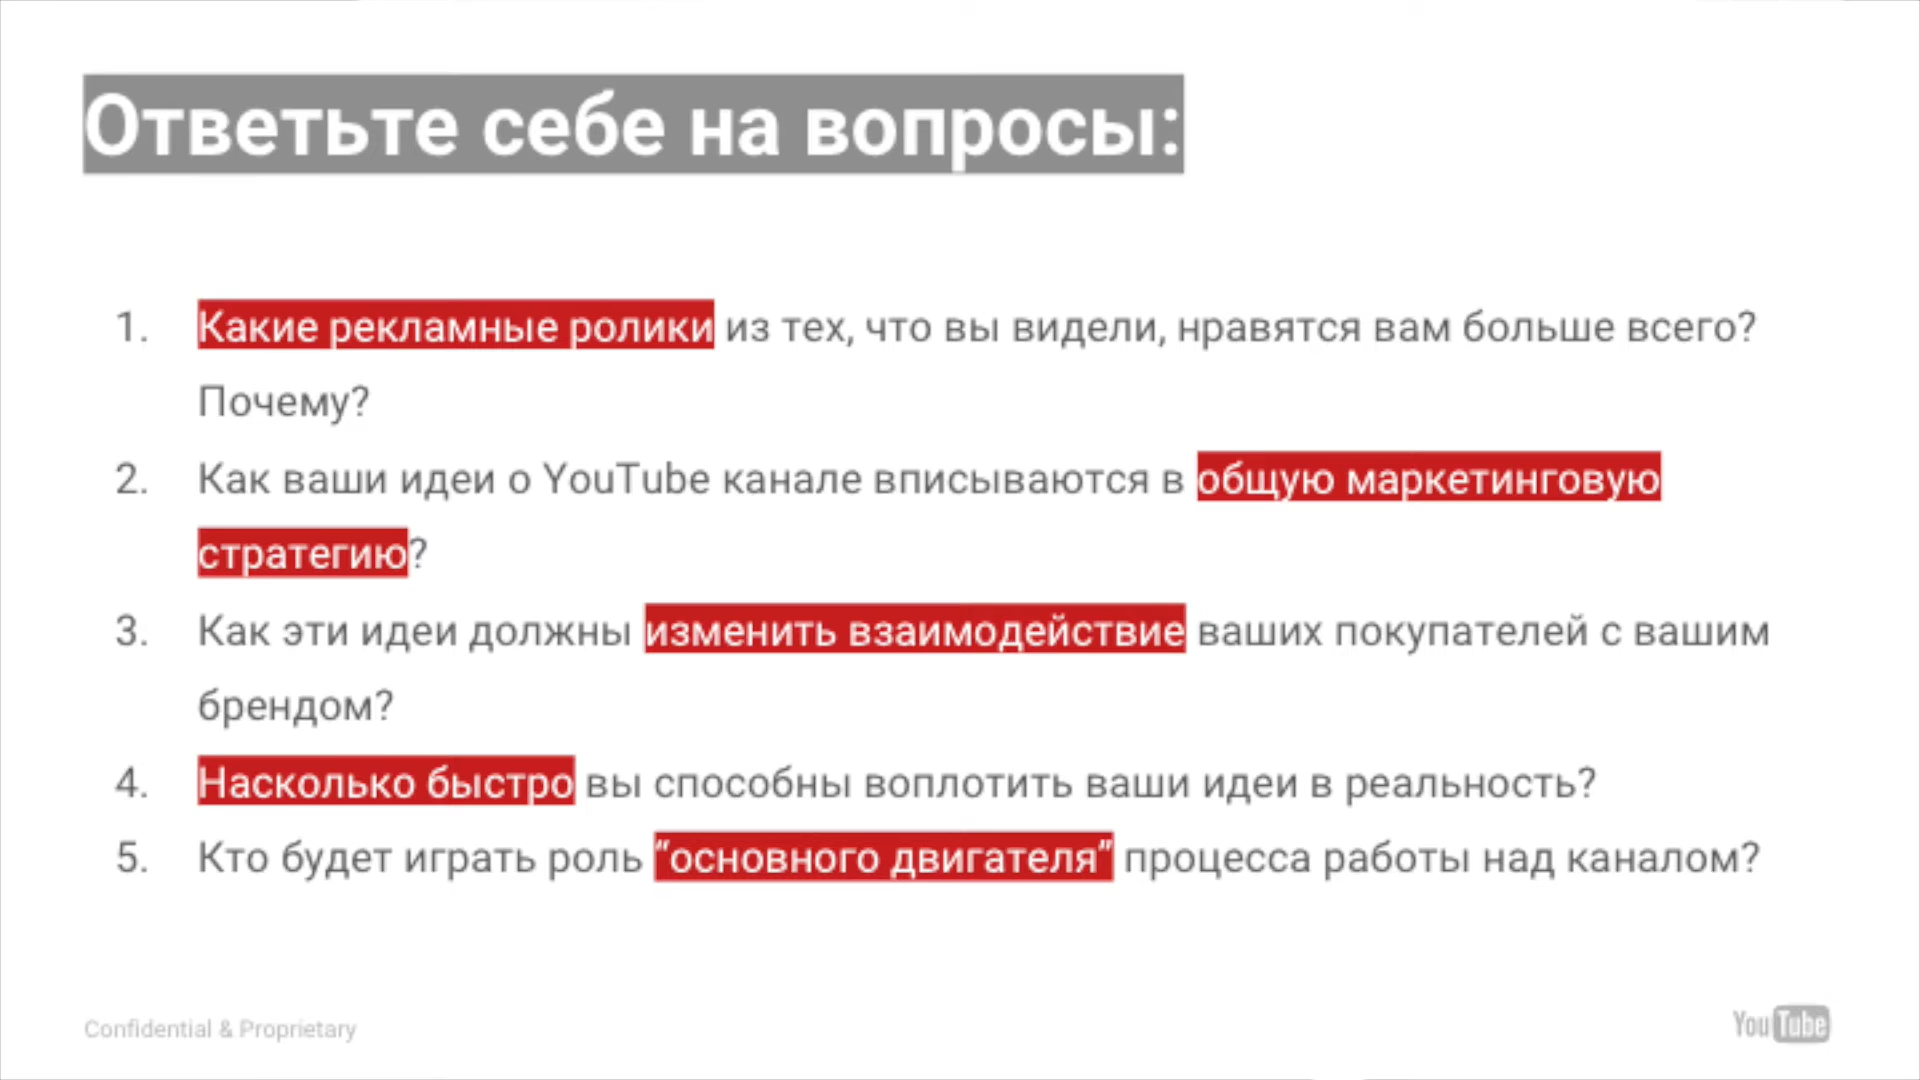 Ответьте себе на вопросы:
1. Какие рекламные ролики из тех, что вы видели, нравятся вам больше всего?
Почему?
2. Как ваши идеи о YouTube канале вписываются в общую маркетинговую
стратегию?
3. Как эти идеи должны изменить взаимодействие ваших покупателей с вашим
брендом?
4. Насколько быстро вы способны воплотить ваши идеи в реальность?
5. Кто будет играть роль “основного двигателя” процесса работы над каналом?
Confidential & Proprietary
YouTube